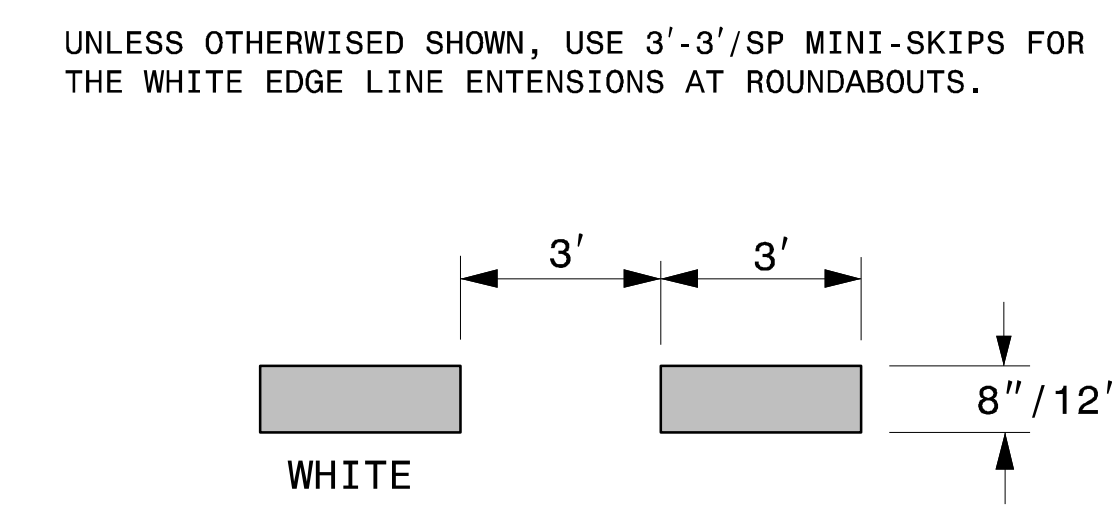 UNLESS OTHERWISED SHOWN, USE 3'-3'/SP MINI-SKIPS FOR
THE WHITE EDGE LINE ENTENSIONS AT ROUNDABOUTS.
3'
3'
8"/12'
WHITE